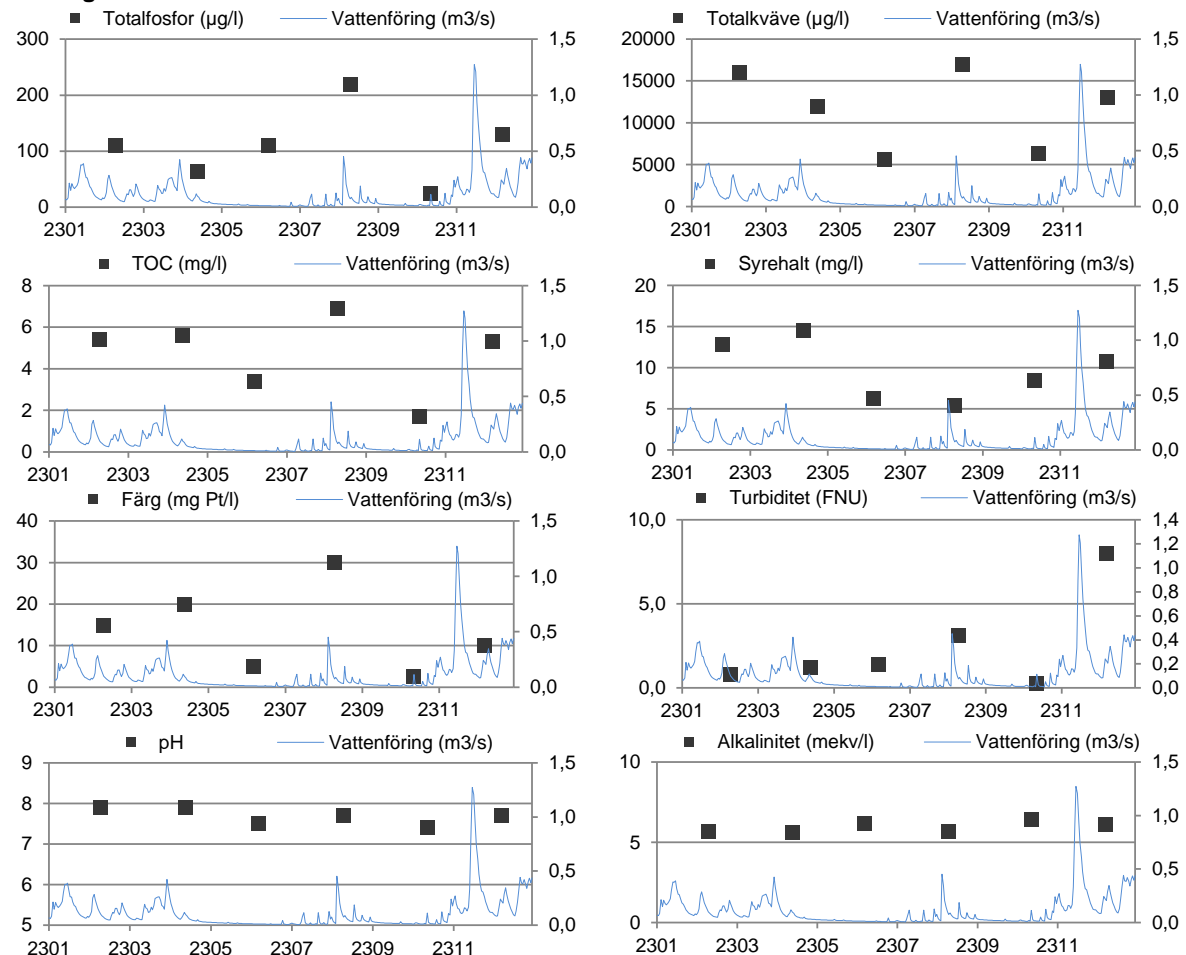 Totalfosfor (µg/l) Vattenföring (m3/s)
300 1,5
200 1,0
100 0,5
0 0,0
2301 2303 2305 2307 2309 2311
Totalkväve (µg/l) Vattenföring (m3/s)
20000 1,5
15000 1,0
10000
5000 0,5
0 0,0
2301 2303 2305 2307 2309 2311
TOC (mg/l) Vattenföring (m3/s)
8 1,5
6 1,0
4
2 0,5
0 0,0
2301 2303 2305 2307 2309 2311
Syrehalt (mg/l) Vattenföring (m3/s)
20 1,5
15 1,0
10
5 0,5
0 0,0
2301 2303 2305 2307 2309 2311
Färg (mg Pt/l) Vattenföring (m3/s)
40 1,5
30 1,0
20
10 0,5
0 0,0
2301 2303 2305 2307 2309 2311
Turbiditet (FNU) Vattenföring (m3/s)
10,0 1,4
1,2
1,0
5,0 0,8
0,6
0,4
0,2
0,0 0,0
2301 2303 2305 2307 2309 2311
pH Vattenföring (m3/s)
9 1,5
8 1,0
7
6 0,5
5 0,0
2301 2303 2305 2307 2309 2311
Alkalinitet (mekv/l) Vattenföring (m3/s)
10 1,5
1,0
5
0,5
0 0,0
2301 2303 2305 2307 2309 2311